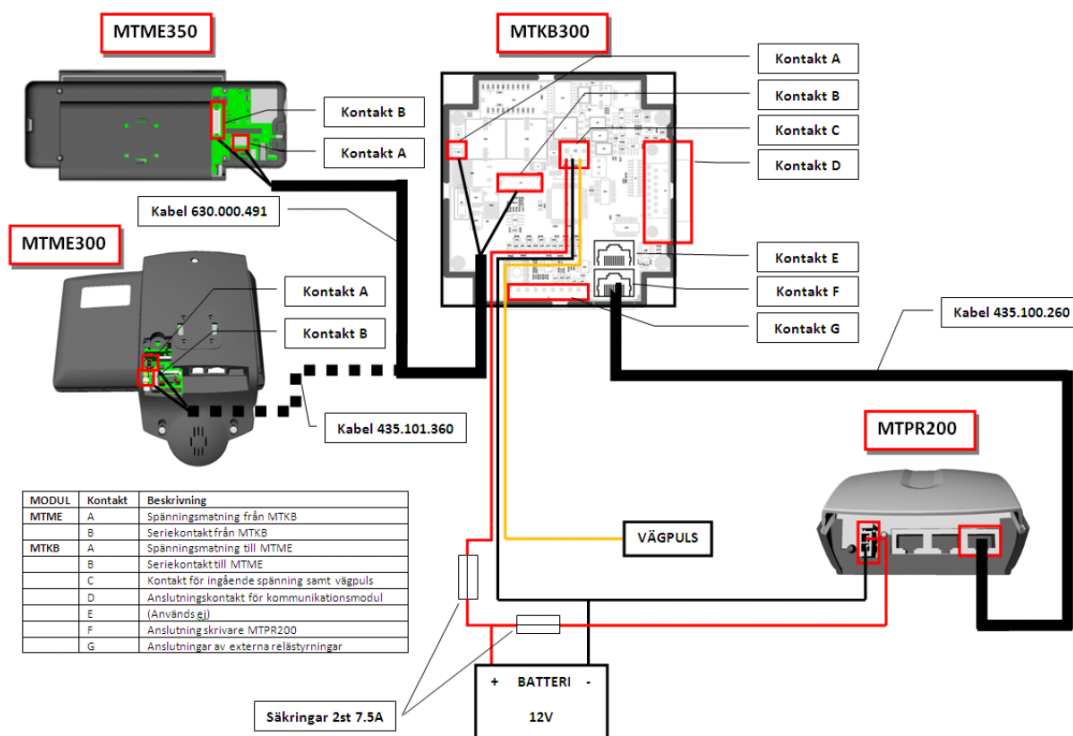 MTME350
MTKB300
Kontakt A
Kontakt B
Kontakt C
Kontakt D
Kontakt B
Kontakt A
Kabel 630.000.491
MTME300
Kontakt A
Kontakt B
Kontakt E
Kontakt F
Kontakt G
Kabel 435.100.260
Kabel 435.101.360
MTPR200
MODUL Kontakt Beskrivning
MTME A Spänningsmatning från MTKB
B Seriekontakt från MTKB
MTKB A Spänningsmatning till MTME
B Seriekontakt till MTME
C Kontakt för ingående spänning samt vägpuls
D Anslutningskontakt för kommunikationsmodul
E (Används ej)
F Anslutning skrivare MTPR200
G Anslutningar av externa relästyrningar
VÄGPULS
+ BATTERI -
12V
Säkringar 2st 7.5A